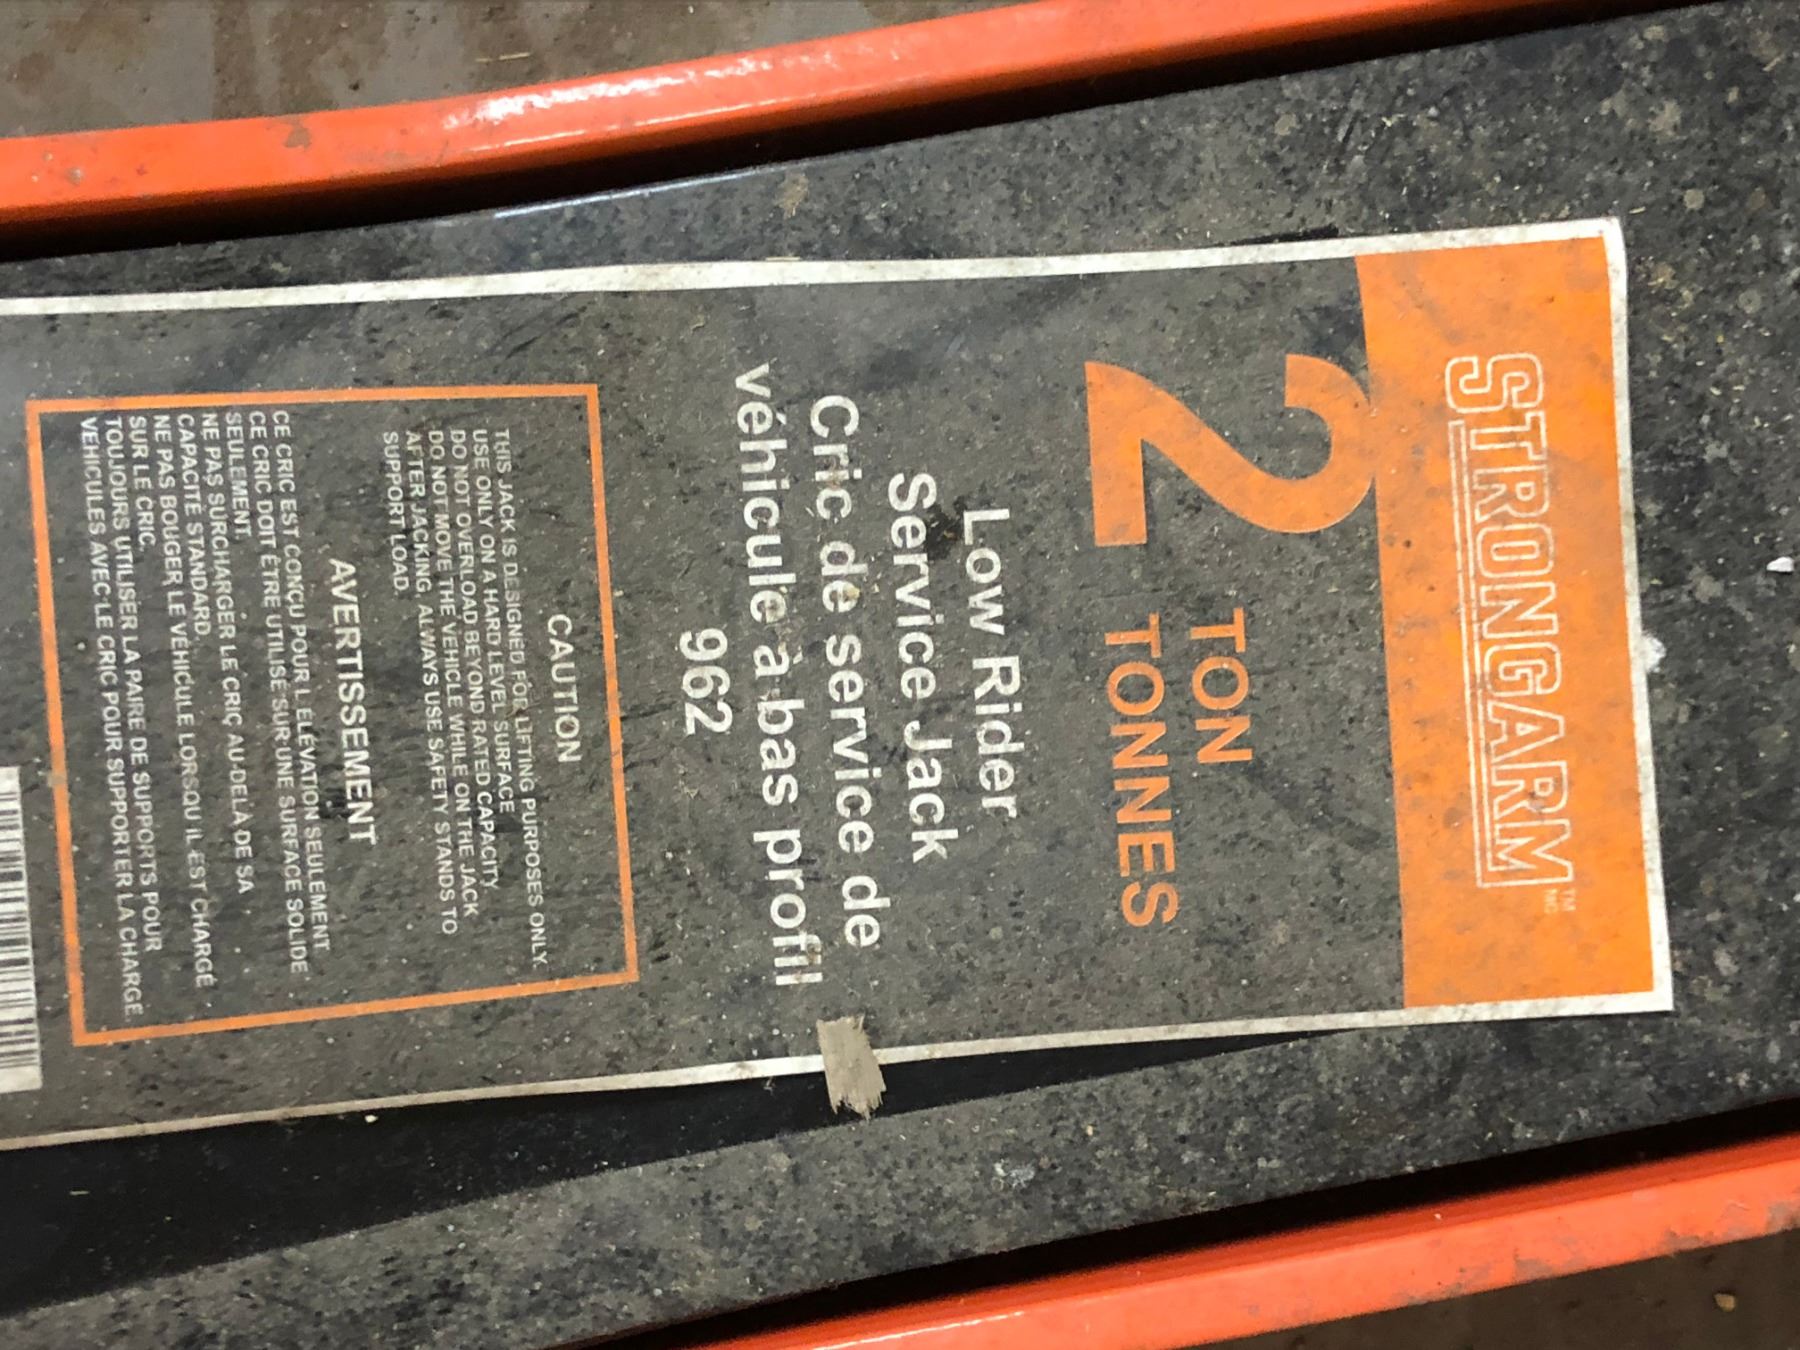 STRONGARM™ INC
2 TON
TONNES
Low Rider
Service Jack
Cric de service de
véhicule à bas profil
962
CAUTION
THIS JACK IS DESIGNED FOR LIFTING PURPOSES ONLY.
USE ONLY ON A HARD LEVEL SURFACE
DO NOT OVERLOAD BEYOND RATED CAPACITY
DO NOT MOVE THE VEHICLE WHILE ON THE JACK
AFTER JACKING, ALWAYS USE SAFETY STANDS TO
SUPPORT LOAD.
AVERTISSEMENT
CE CRIC EST CONÇU POUR L ELEVATION SEULEMENT
CE CRIC DOIT ÊTRE UTILISE SUR UNE SURFACE SOLIDE
SEULEMENT.
NE PAS SURCHARGER LE CRIC AU-DELÀ DE SA
CAPACITÉ STANDARD.
NE PAS BOUGER LE VÉHICULE LORSQU IL EST CHARGÉ
SUR LE CRIC.
TOUJOURS UTILISER LA PAIRE DE SUPPORTS POUR
VEHICULES AVEC LE CRIC POUR SUPPORTER LA CHARGE.